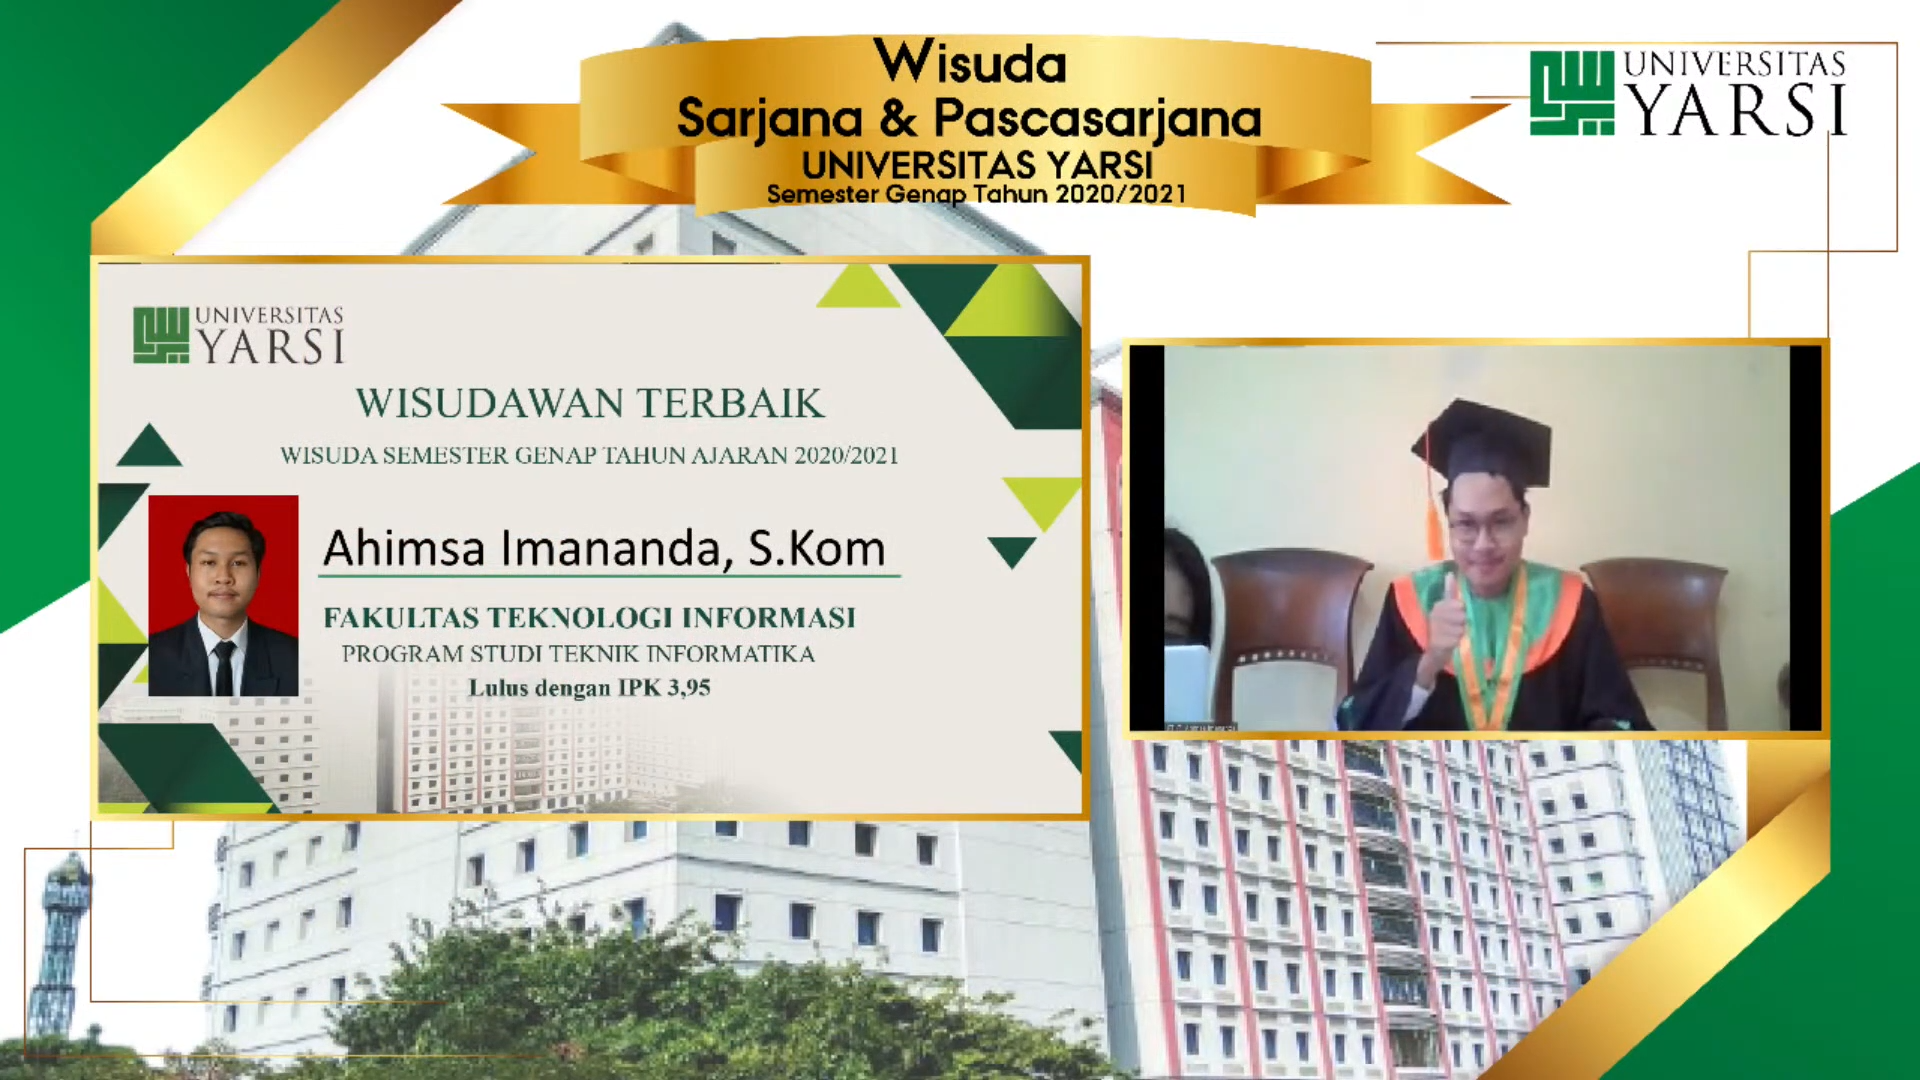 Wisuda
Sarjana & Pascasarjana
UNIVERSITAS YARSI
Semester Genap Tahun 2020/2021
UNIVERSITAS
YARSI
UNIVERSITAS
YARSI
WISUDAWAN TERBAIK
WISUDA SEMESTER GENAP TAHUN AJARAN 2020/2021
Ahimsa Imananda, S.Kom
FAKULTAS TEKNOLOGI INFORMASI
PROGRAM STUDI TEKNIK INFORMATIKA
Lulus dengan IPK 3,95